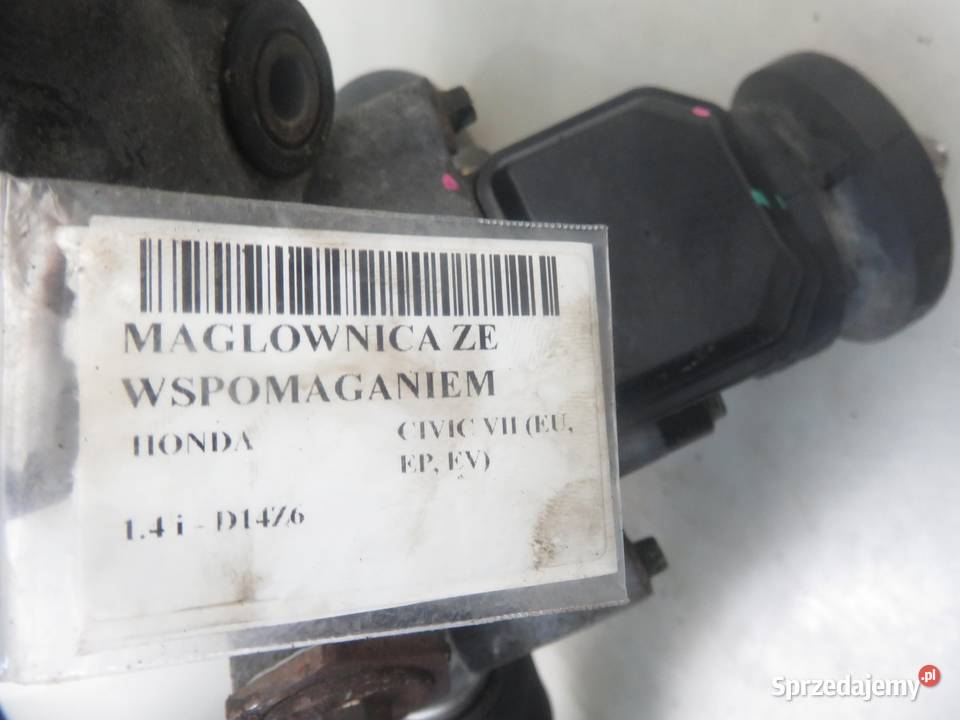 MAGLOWNICA ZE
WSPOMAGANIEM
HONDA
CIVIC VII (EU,
EP, EV)
1.4 i - D14Z6
Sprzedajemy.pl